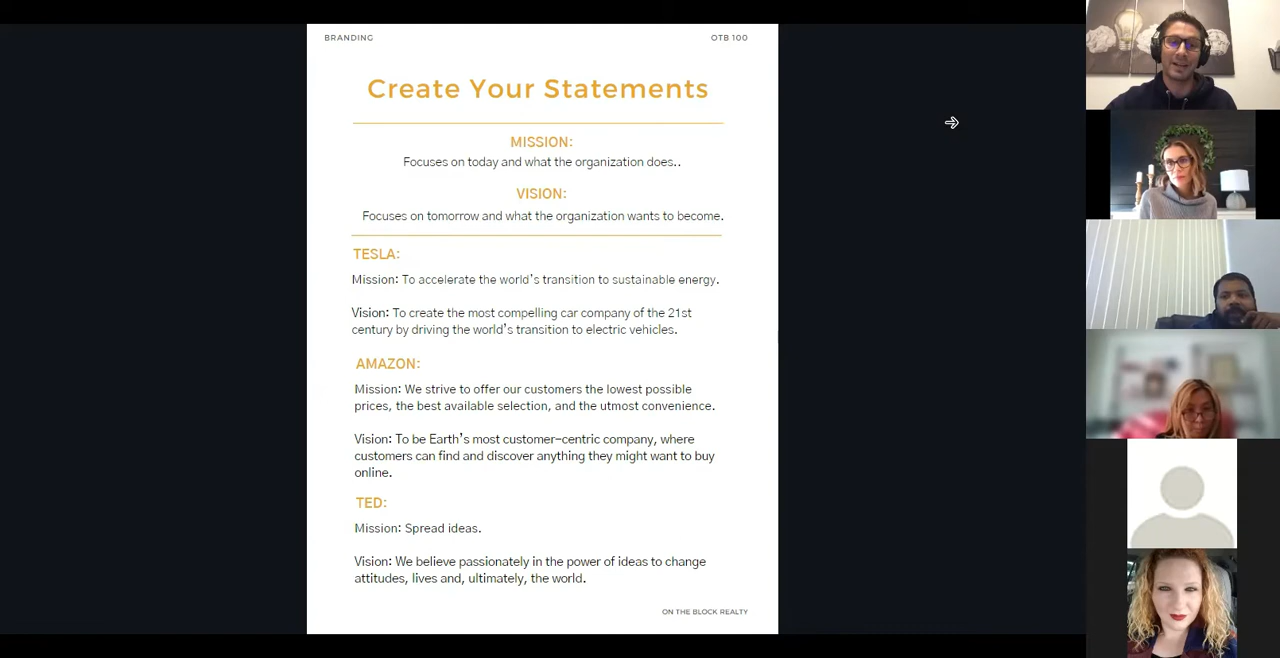 BRANDING
OTB 100
Create Your Statements
MISSION:
Focuses on today and what the organization does..
VISION:
Focuses on tomorrow and what the organization wants to become.
TESLA:
Mission: To accelerate the world's transition to sustainable energy.
Vision: To create the most compelling car company of the 21st
century by driving the world's transition to electric vehicles.
AMAZON:
Mission: We strive to offer our customers the lowest possible
prices, the best available selection, and the utmost convenience.
Vision: To be Earth's most customer-centric company, where
customers can find and discover anything they might want to buy
online.
TED:
Mission: Spread ideas.
Vision: We believe passionately in the power of ideas to change
attitudes, lives and, ultimately, the world.
ON THE BLOCK REALTY